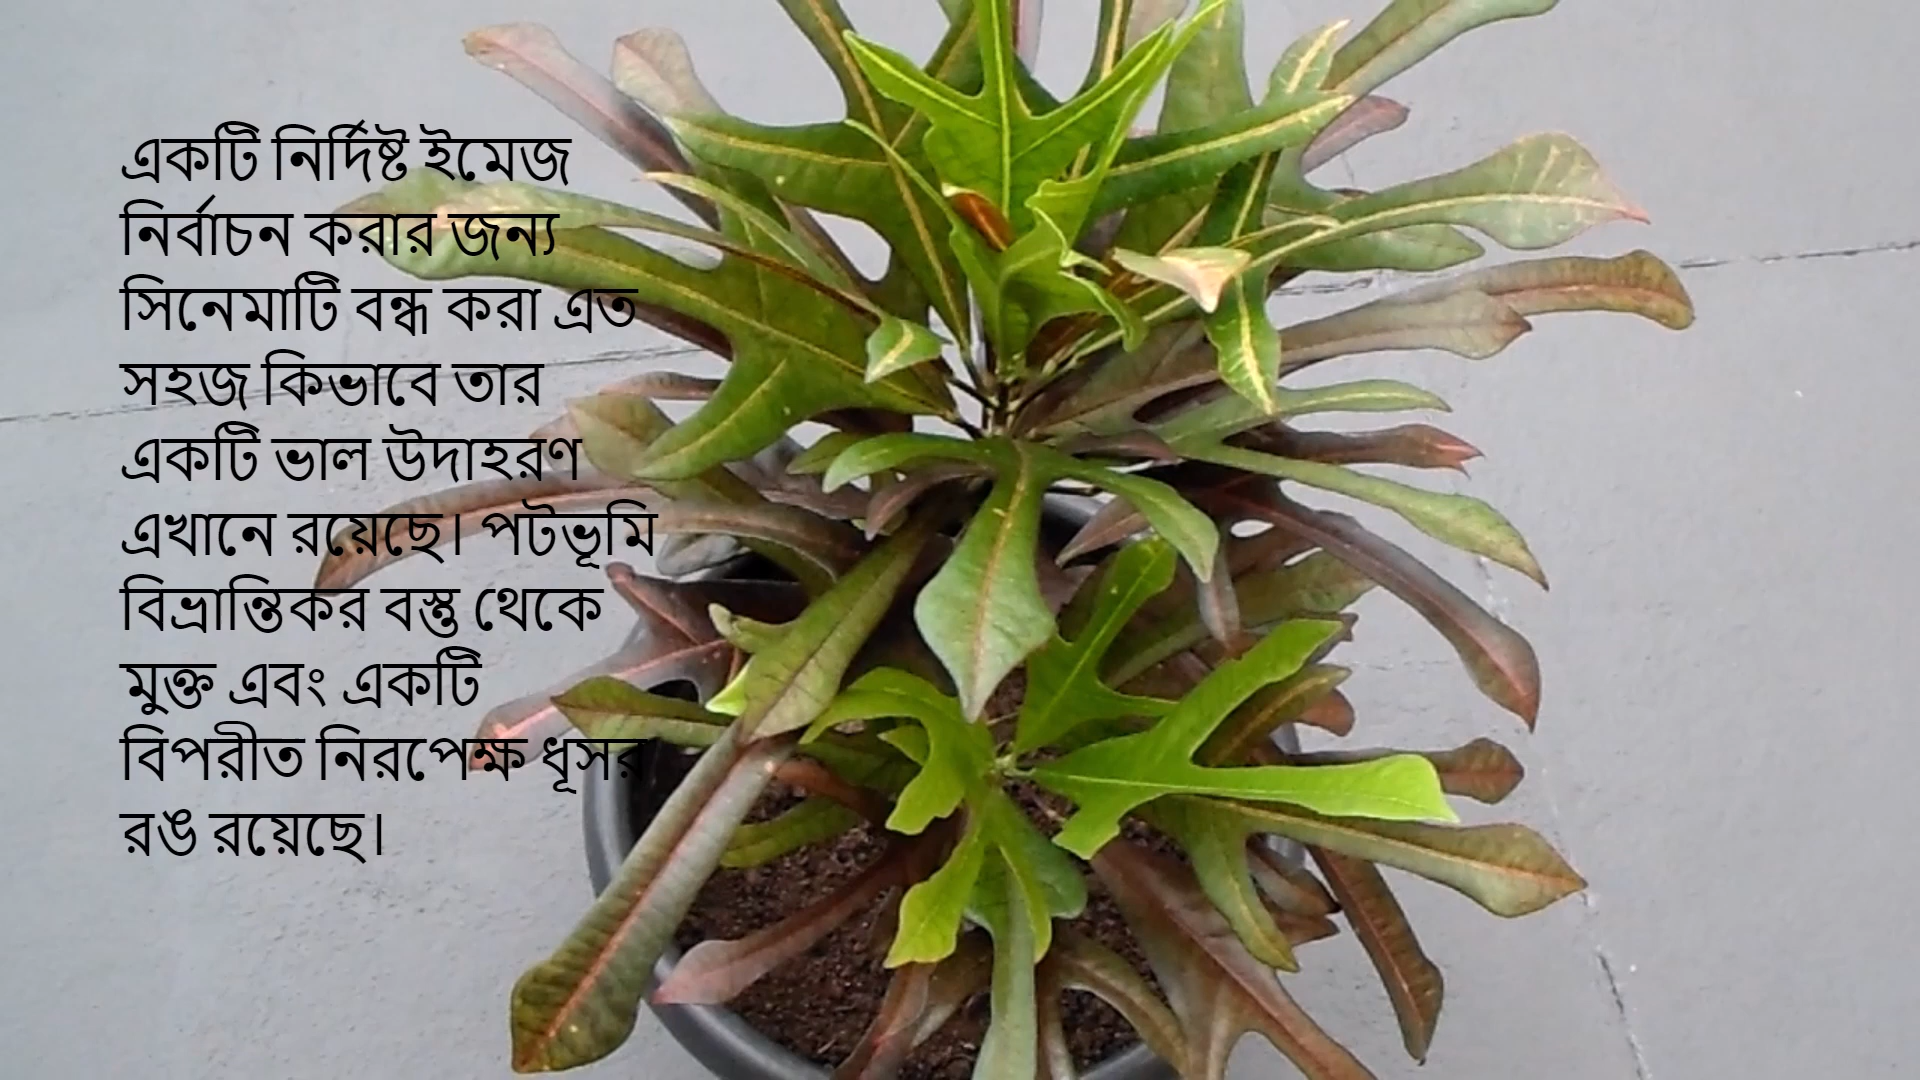 একটি নির্দিষ্ট ইমেজ
নির্বাচন করার জন্য
সিনেমাটি বন্ধ করা এত
সহজ কিভাবে তার
একটি ভাল উদাহরণ
এখানে রয়েছে। পটভূমি
বিভ্রান্তিকর বস্তু থেকে
মুক্ত এবং একটি
বিপরীত নিরপেক্ষ ধূসর
রঙ রয়েছে।